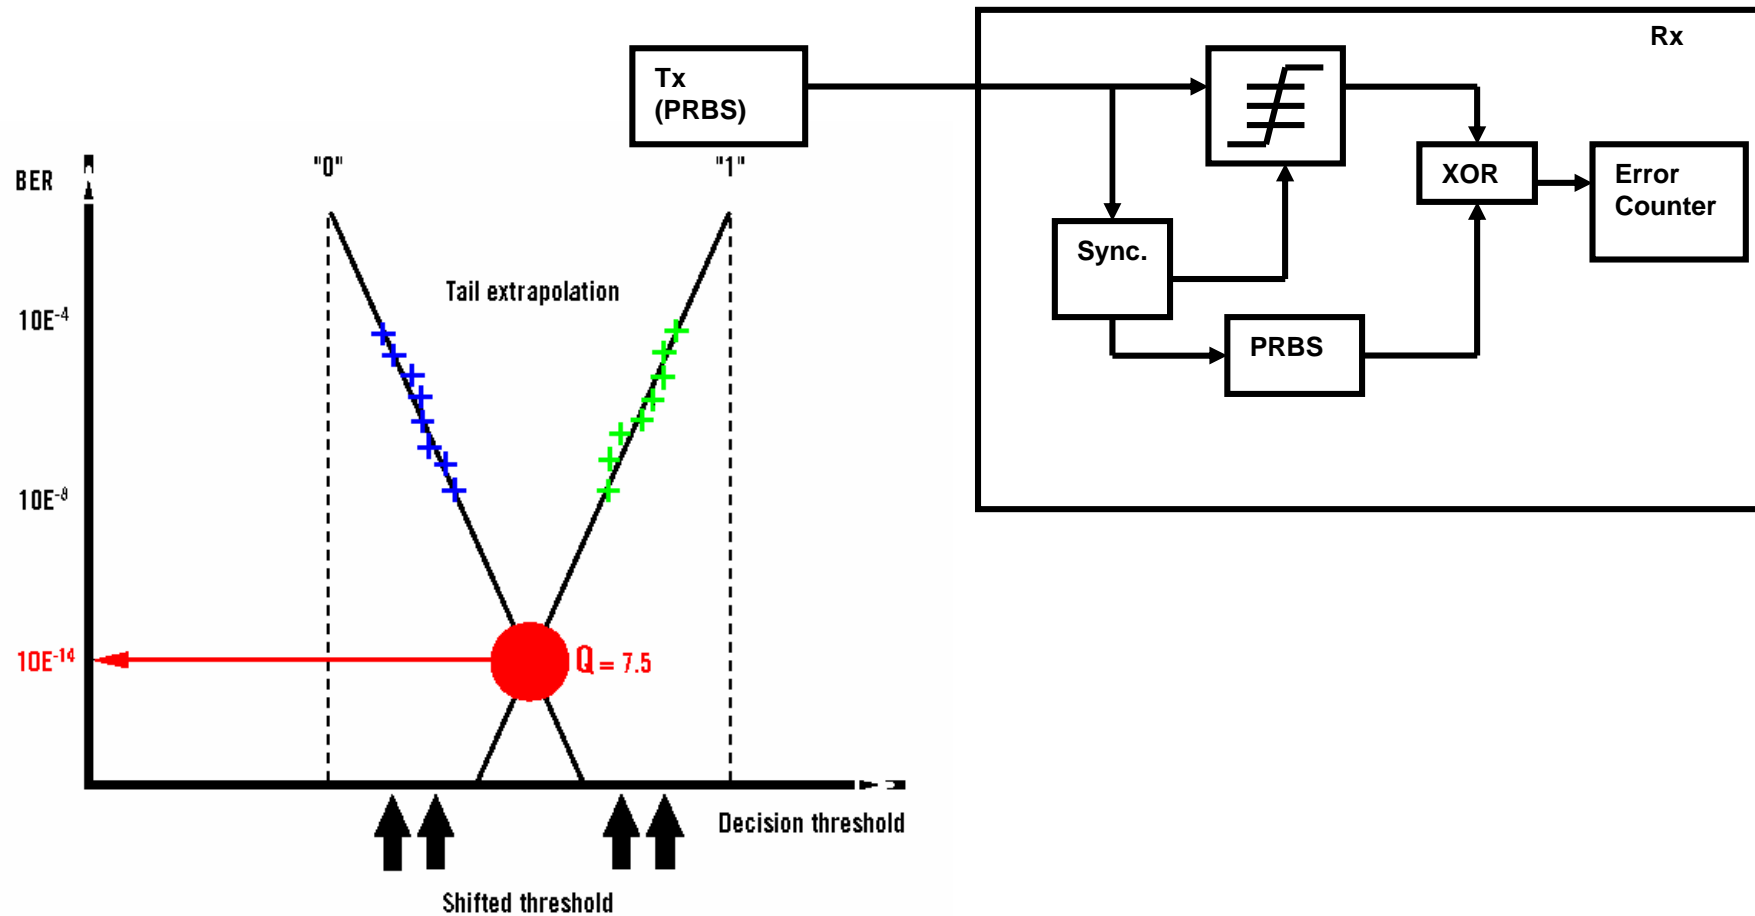 Rx
Tx
(PRBS)
XOR
Error
Counter
Sync.
PRBS
BER
"0"
"1"
Tail extrapolation
10E-4
10E-8
10E-14
Q = 7.5
Decision threshold
Shifted threshold